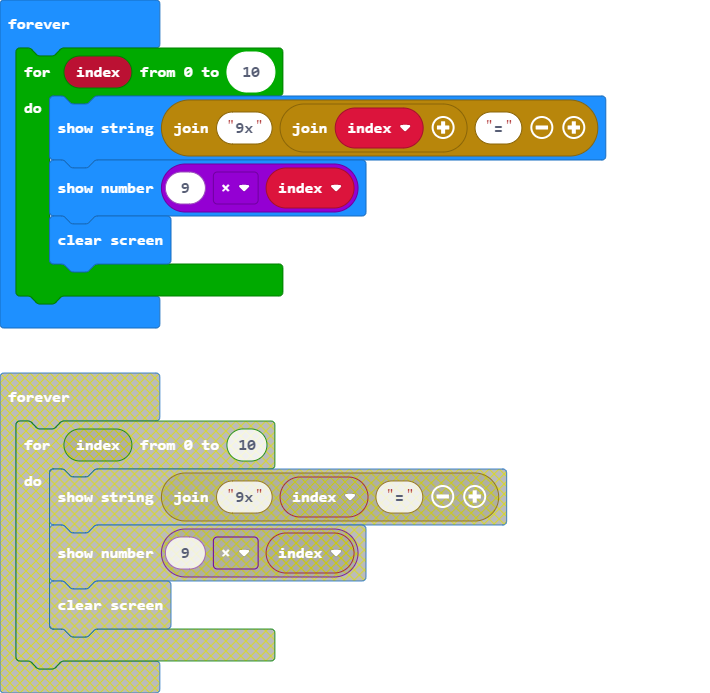 forever
for index from 0 to 10
do
show string join "9x" join index "="
show number 9 × index
clear screen
forever
for index from 0 to 10
do
show string join "9x" index "="
show number 9 × index
clear screen